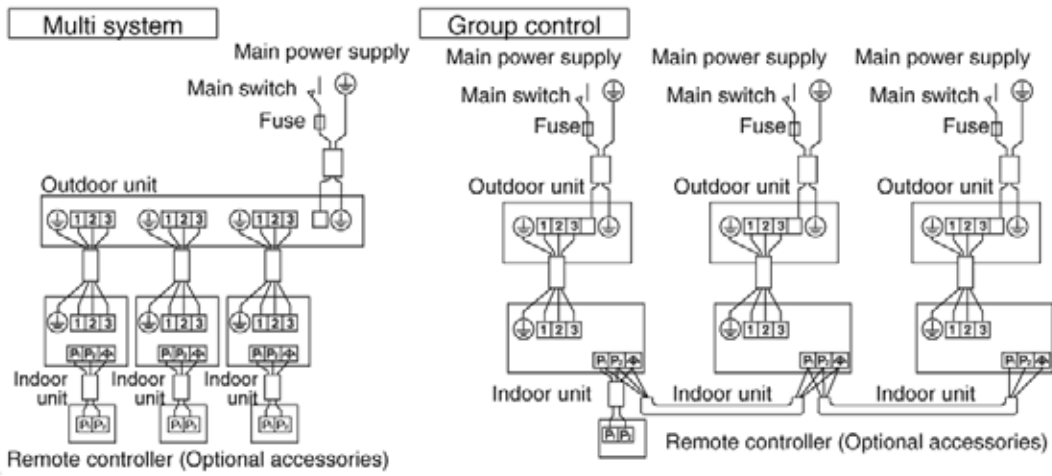 Multi system
Main power supply
Main switch
Fuse
Outdoor unit
1 2 3
1 2 3
1 2 3
1 2 3
1 2 3
1 2 3
P₁ P₂
P₁ P₂
P₁ P₂
Indoor unit
Indoor unit
Indoor unit
P₁ P₂
P₁ P₂
P₁ P₂
Remote controller (Optional accessories)
Group control
Main power supply
Main power supply
Main power supply
Main switch
Main switch
Main switch
Fuse
Fuse
Fuse
Outdoor unit
Outdoor unit
Outdoor unit
1 2 3
1 2 3
1 2 3
1 2 3
1 2 3
1 2 3
P₁ P₂
P₁ P₂
P₁ P₂
Indoor unit
Indoor unit
Indoor unit
P₁ P₂
Remote controller (Optional accessories)